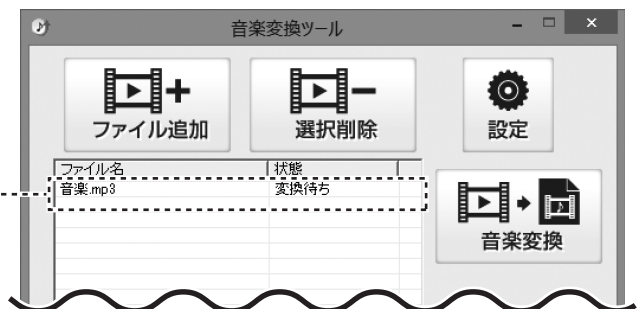 音楽変換ツール
ファイル追加
選択削除
設定
ファイル名 状態
音楽.mp3 変換待ち
音楽変換